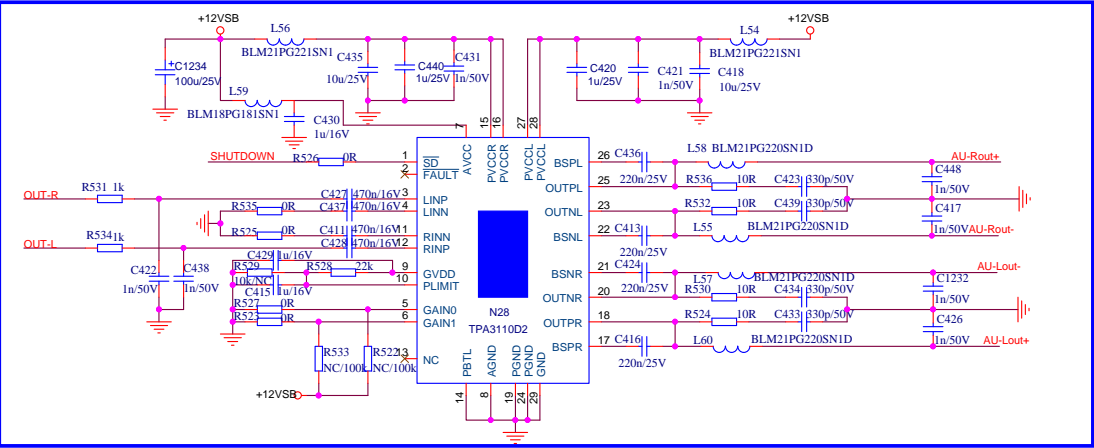 +12VSB
+12VSB
L56
BLM21PG221SN1
L54
BLM21PG221SN1
C1234
100u/25V
C435
10u/25V
C440
1u/25V
C431
1n/50V
C420
1u/25V
C421
1n/50V
C418
10u/25V
L59
BLM18PG181SN1
C430
1u/16V
7
15
16
27
28
AVCC
PVCCR
PVCCR
PVCCL
PVCCL
SHUTDOWN
R526
0R
1
SD
2
FAULT
OUT-R
R531
1k
C427
470n/16V
3
LINP
R535
0R
C437
470n/16V
4
LINN
R525
0R
C411
470n/16V
11
RINN
OUT-L
R534
1k
C428
470n/16V
12
RINP
C429
1u/16V
R529
10k/NC
R528
22k
9
GVDD
C415
1u/16V
10
PLIMIT
C422
1n/50V
C438
1n/50V
R527
0R
5
GAIN0
R523
0R
6
GAIN1
R533
NC/100k
R522
NC/100k
13
NC
+12VSB
N28
TPA3110D2
PBTL
AGND
PGND
PGND
GND
14
8
19
24
29
BSPL
26
C436
220n/25V
L58
BLM21PG220SN1D
AU-Rout+
OUTPL
25
R536
10R
C423
330p/50V
C448
1n/50V
OUTNL
23
R532
10R
C439
330p/50V
C417
1n/50V
BSNL
22
C413
220n/25V
L55
BLM21PG220SN1D
AU-Rout-
BSNR
21
C424
220n/25V
L57
BLM21PG220SN1D
AU-Lout-
OUTNR
20
R530
10R
C434
330p/50V
C1232
1n/50V
OUTPR
18
R524
10R
C433
330p/50V
C426
1n/50V
BSPR
17
C416
220n/25V
L60
BLM21PG220SN1D
AU-Lout+